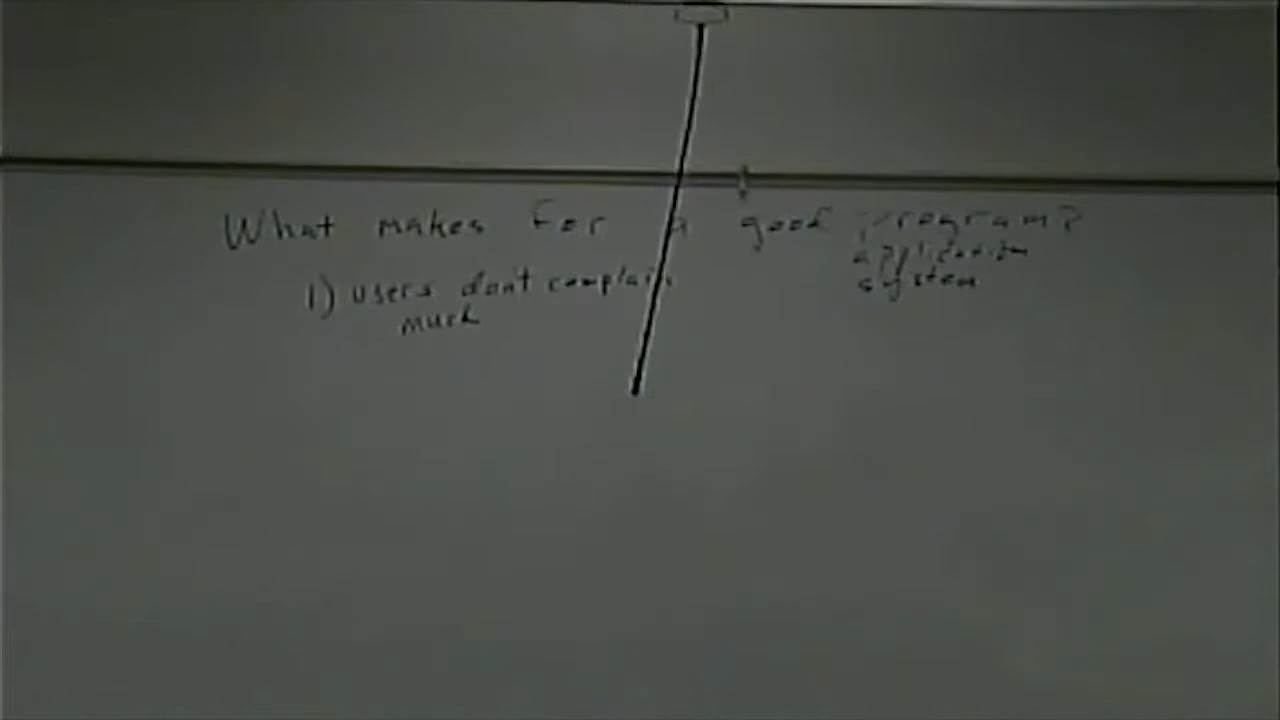 What makes for a good program?
application
system
1) users don't complain
much